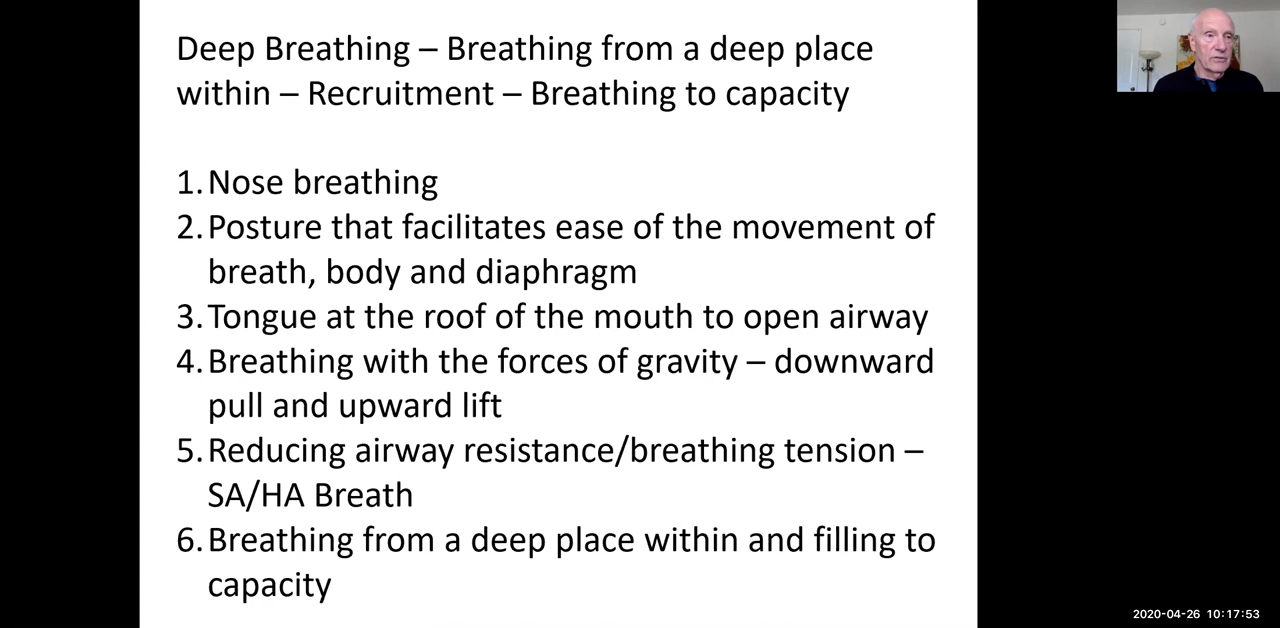 Deep Breathing – Breathing from a deep place
within – Recruitment – Breathing to capacity
1. Nose breathing
2. Posture that facilitates ease of the movement of
breath, body and diaphragm
3. Tongue at the roof of the mouth to open airway
4. Breathing with the forces of gravity – downward
pull and upward lift
5. Reducing airway resistance/breathing tension –
SA/HA Breath
6. Breathing from a deep place within and filling to
capacity
2020-04-26 10:17:53